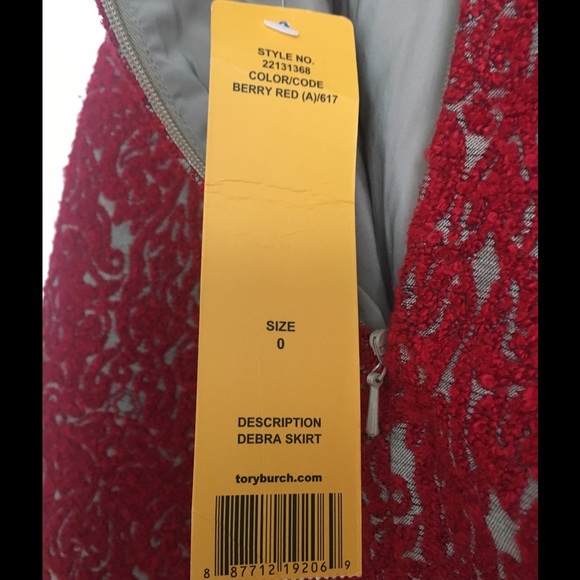 STYLE NO.
22131368
COLOR/CODE
BERRY RED (A)/617
SIZE
0
DESCRIPTION
DEBRA SKIRT
toryburch.com
8 87712 19206 9